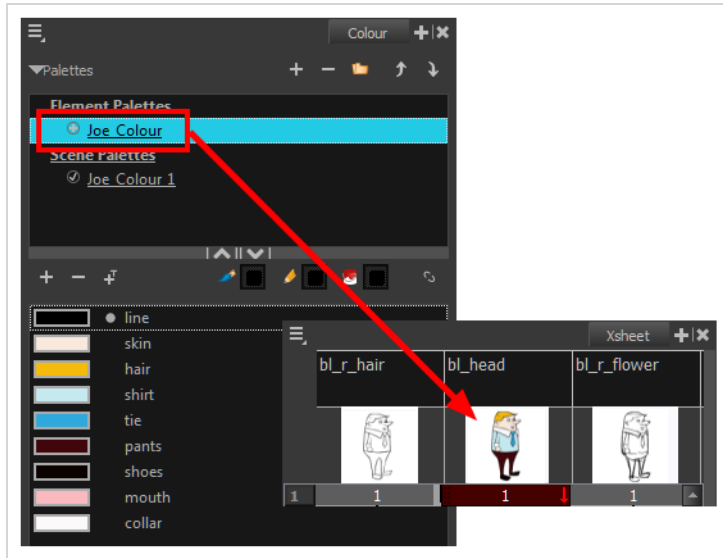 Colour
Palettes
Element Palettes
Joe Colour
Scene Palettes
Joe Colour 1
line
skin
hair
shirt
tie
pants
shoes
mouth
collar
Xsheet
bl_r_hair bl_head bl_r_flower
1 1 1 1